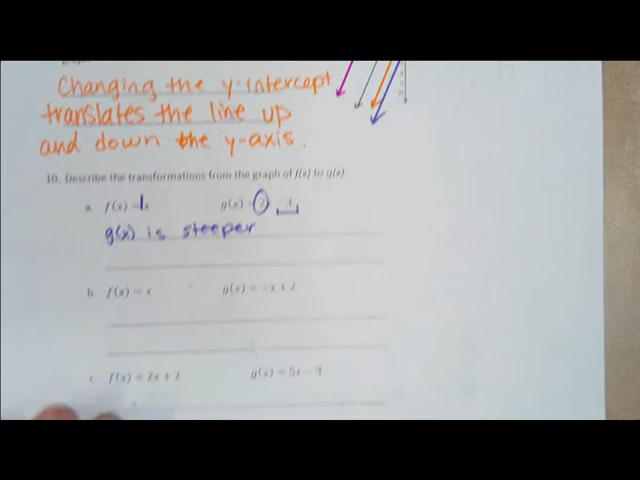 Changing the y-intercept
translates the line up
and down the y-axis.
10. Describe the transformations from the graph of f(x) to g(x).
a. f(x) = 1x g(x) = 2
g(x) is steeper
b. f(x) = x g(x) = -x + 2
c. f(x) = 2x + 2 g(x) = 5x - 3